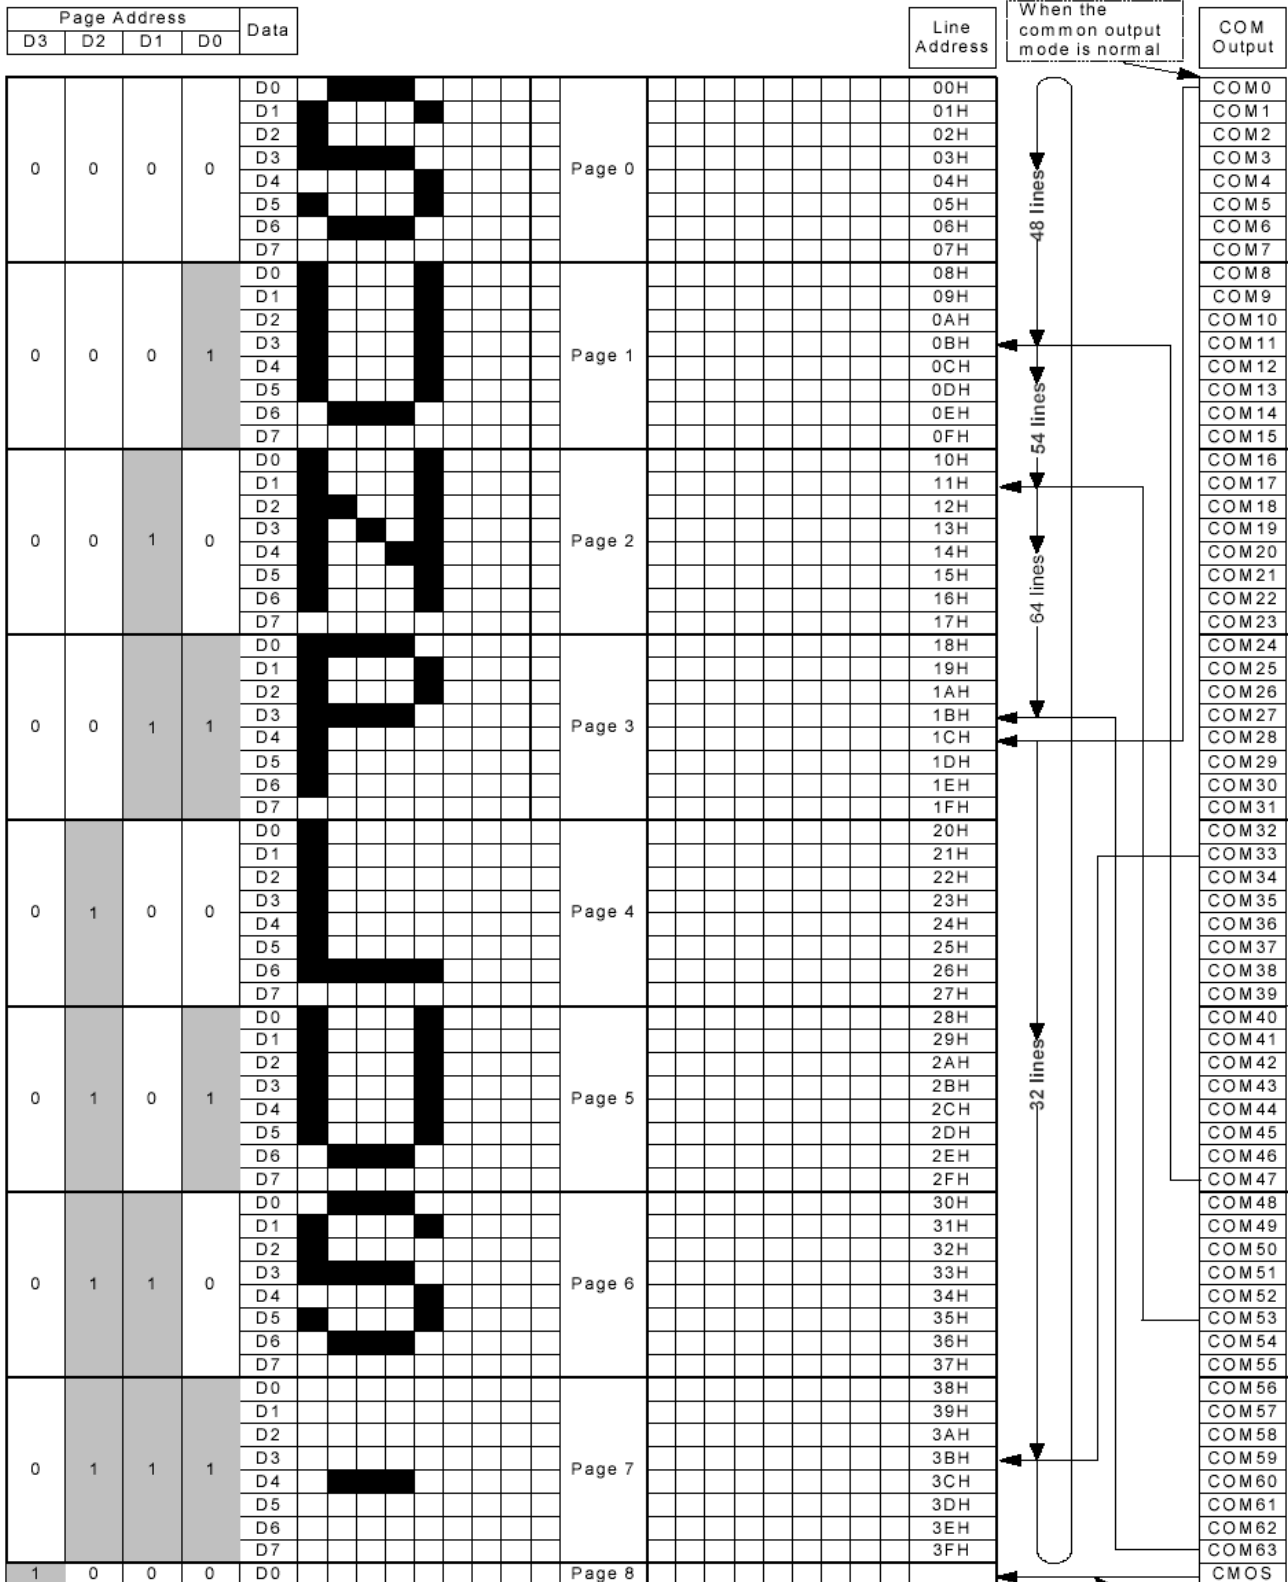 Page Address
D3 D2 D1 D0 Data
Line Address
When the common output mode is normal
COM Output
D0 00H COM0
D1 01H COM1
D2 02H COM2
D3 03H COM3
0 0 0 0 Page 0
D4 04H COM4
D5 05H COM5
D6 06H COM6
D7 07H COM7
48 lines
D0 08H COM8
D1 09H COM9
D2 0AH COM10
D3 0BH COM11
0 0 0 1 Page 1
D4 0CH COM12
D5 0DH COM13
D6 0EH COM14
D7 0FH COM15
54 lines
D0 10H COM16
D1 11H COM17
D2 12H COM18
D3 13H COM19
0 0 1 0 Page 2
D4 14H COM20
D5 15H COM21
D6 16H COM22
D7 17H COM23
64 lines
D0 18H COM24
D1 19H COM25
D2 1AH COM26
D3 1BH COM27
0 0 1 1 Page 3
D4 1CH COM28
D5 1DH COM29
D6 1EH COM30
D7 1FH COM31
D0 20H COM32
D1 21H COM33
D2 22H COM34
D3 23H COM35
0 1 0 0 Page 4
D4 24H COM36
D5 25H COM37
D6 26H COM38
D7 27H COM39
D0 28H COM40
D1 29H COM41
D2 2AH COM42
D3 2BH COM43
32 lines
0 1 0 1 Page 5
D4 2CH COM44
D5 2DH COM45
D6 2EH COM46
D7 2FH COM47
D0 30H COM48
D1 31H COM49
D2 32H COM50
D3 33H COM51
0 1 1 0 Page 6
D4 34H COM52
D5 35H COM53
D6 36H COM54
D7 37H COM55
D0 38H COM56
D1 39H COM57
D2 3AH COM58
D3 3BH COM59
0 1 1 1 Page 7
D4 3CH COM60
D5 3DH COM61
D6 3EH COM62
D7 3FH COM63
1 0 0 0 D0 Page 8 CMOS